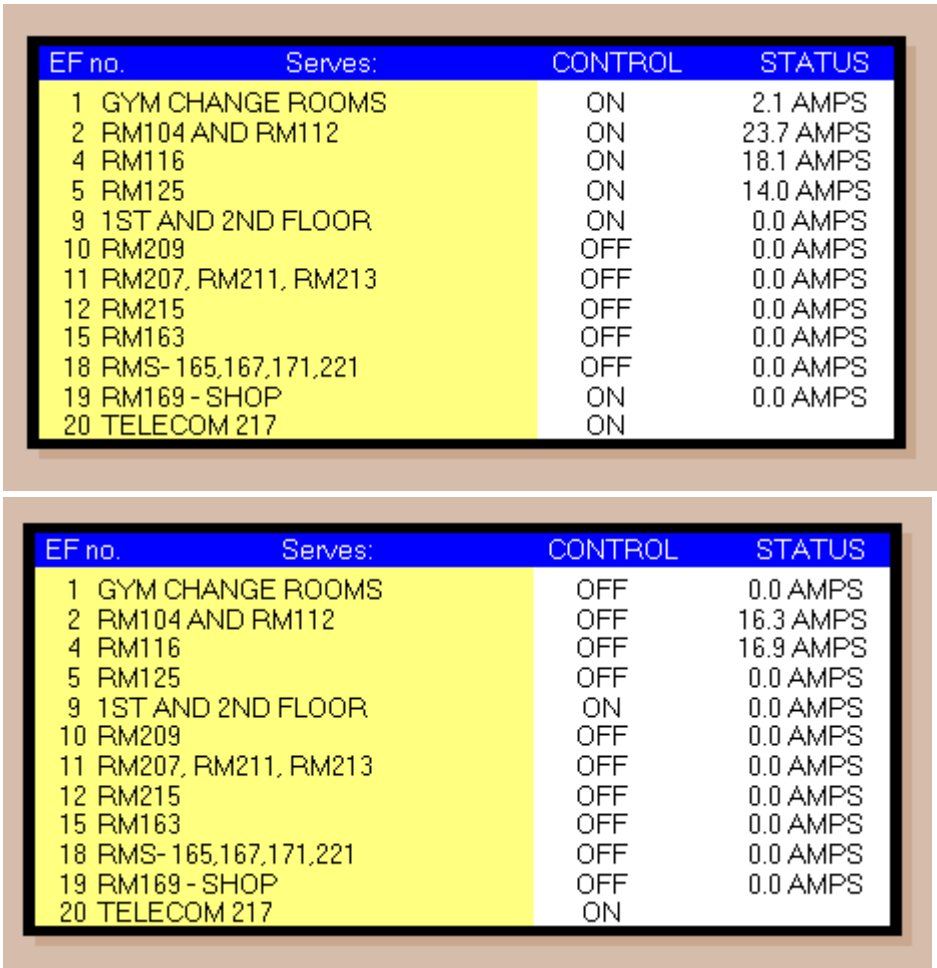 EF no. Serves: CONTROL STATUS
1 GYM CHANGE ROOMS ON 2.1 AMPS
2 RM104 AND RM112 ON 23.7 AMPS
4 RM116 ON 18.1 AMPS
5 RM125 ON 14.0 AMPS
9 1ST AND 2ND FLOOR ON 0.0 AMPS
10 RM209 OFF 0.0 AMPS
11 RM207, RM211, RM213 OFF 0.0 AMPS
12 RM215 OFF 0.0 AMPS
15 RM163 OFF 0.0 AMPS
18 RMS-165,167,171,221 OFF 0.0 AMPS
19 RM169 - SHOP ON 0.0 AMPS
20 TELECOM 217 ON
EF no. Serves: CONTROL STATUS
1 GYM CHANGE ROOMS OFF 0.0 AMPS
2 RM104 AND RM112 OFF 16.3 AMPS
4 RM116 OFF 16.9 AMPS
5 RM125 OFF 0.0 AMPS
9 1ST AND 2ND FLOOR ON 0.0 AMPS
10 RM209 OFF 0.0 AMPS
11 RM207, RM211, RM213 OFF 0.0 AMPS
12 RM215 OFF 0.0 AMPS
15 RM163 OFF 0.0 AMPS
18 RMS-165,167,171,221 OFF 0.0 AMPS
19 RM169 - SHOP OFF 0.0 AMPS
20 TELECOM 217 ON